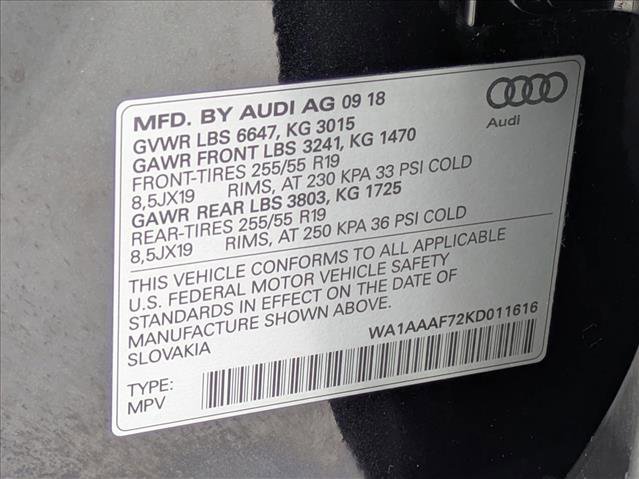 MFD. BY AUDI AG 09 18
Audi
GVWR LBS 6647, KG 3015
GAWR FRONT LBS 3241, KG 1470
FRONT-TIRES 255/55 R19
8,5JX19 RIMS, AT 230 KPA 33 PSI COLD
GAWR REAR LBS 3803, KG 1725
REAR-TIRES 255/55 R19
8,5JX19 RIMS, AT 250 KPA 36 PSI COLD
THIS VEHICLE CONFORMS TO ALL APPLICABLE
U.S. FEDERAL MOTOR VEHICLE SAFETY
STANDARDS IN EFFECT ON THE DATE OF
MANUFACTURE SHOWN ABOVE.
SLOVAKIA
WA1AAAF72KD011616
TYPE:
MPV